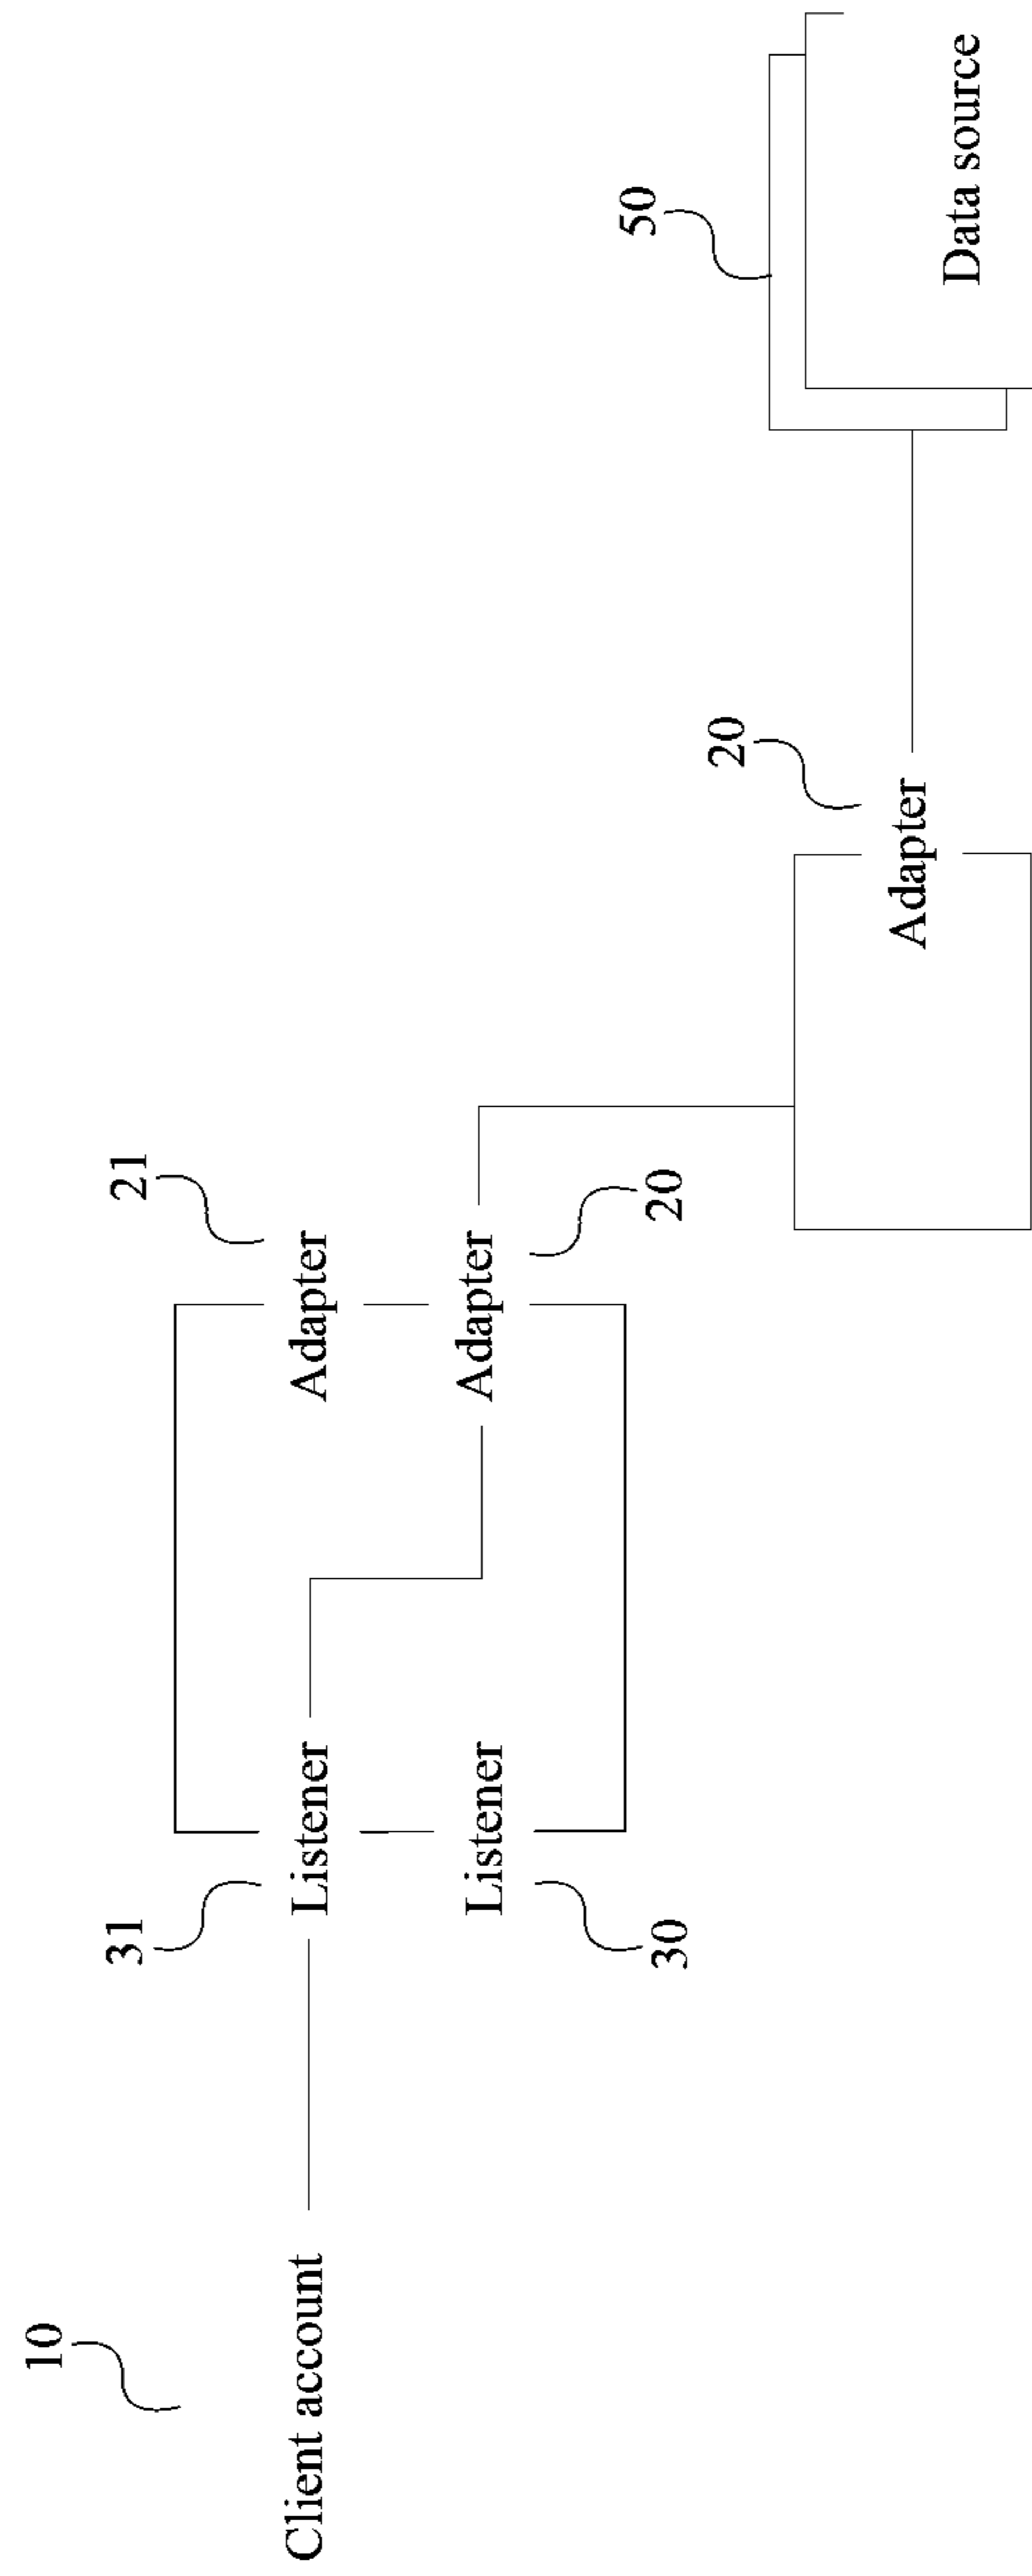 10
Client account
31
Listener
Listener
30
21
Adapter
Adapter
20
20
Adapter
50
Data source